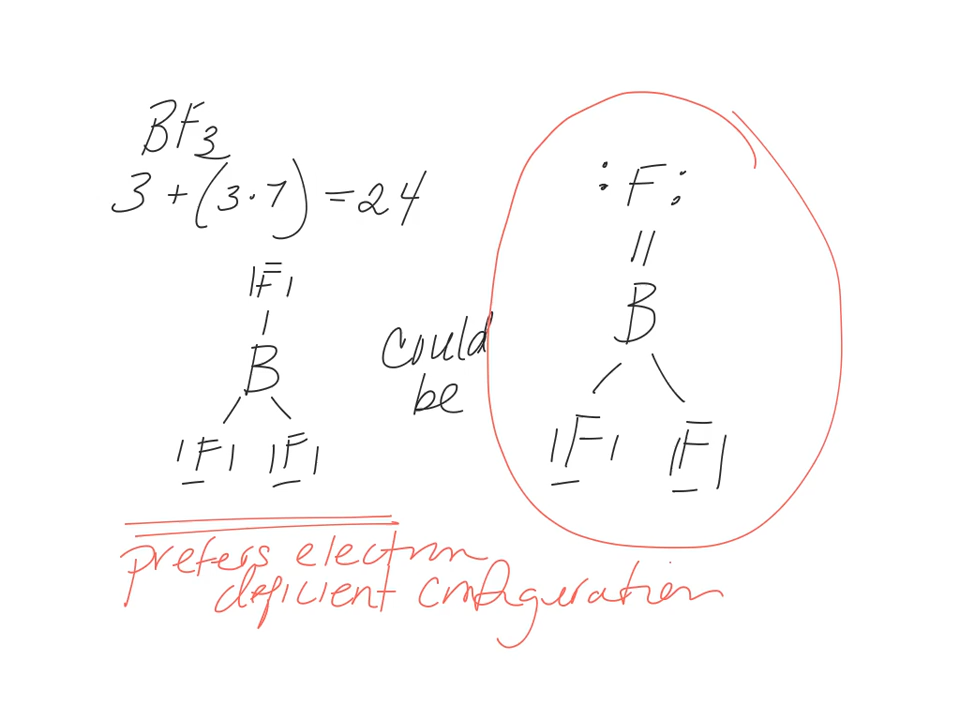 BF3
3 + (3·7) = 24
|F|
|
B
|F| |F|
could
be
:F:
||
B
|F| |F|
prefers electron
deficient configuration